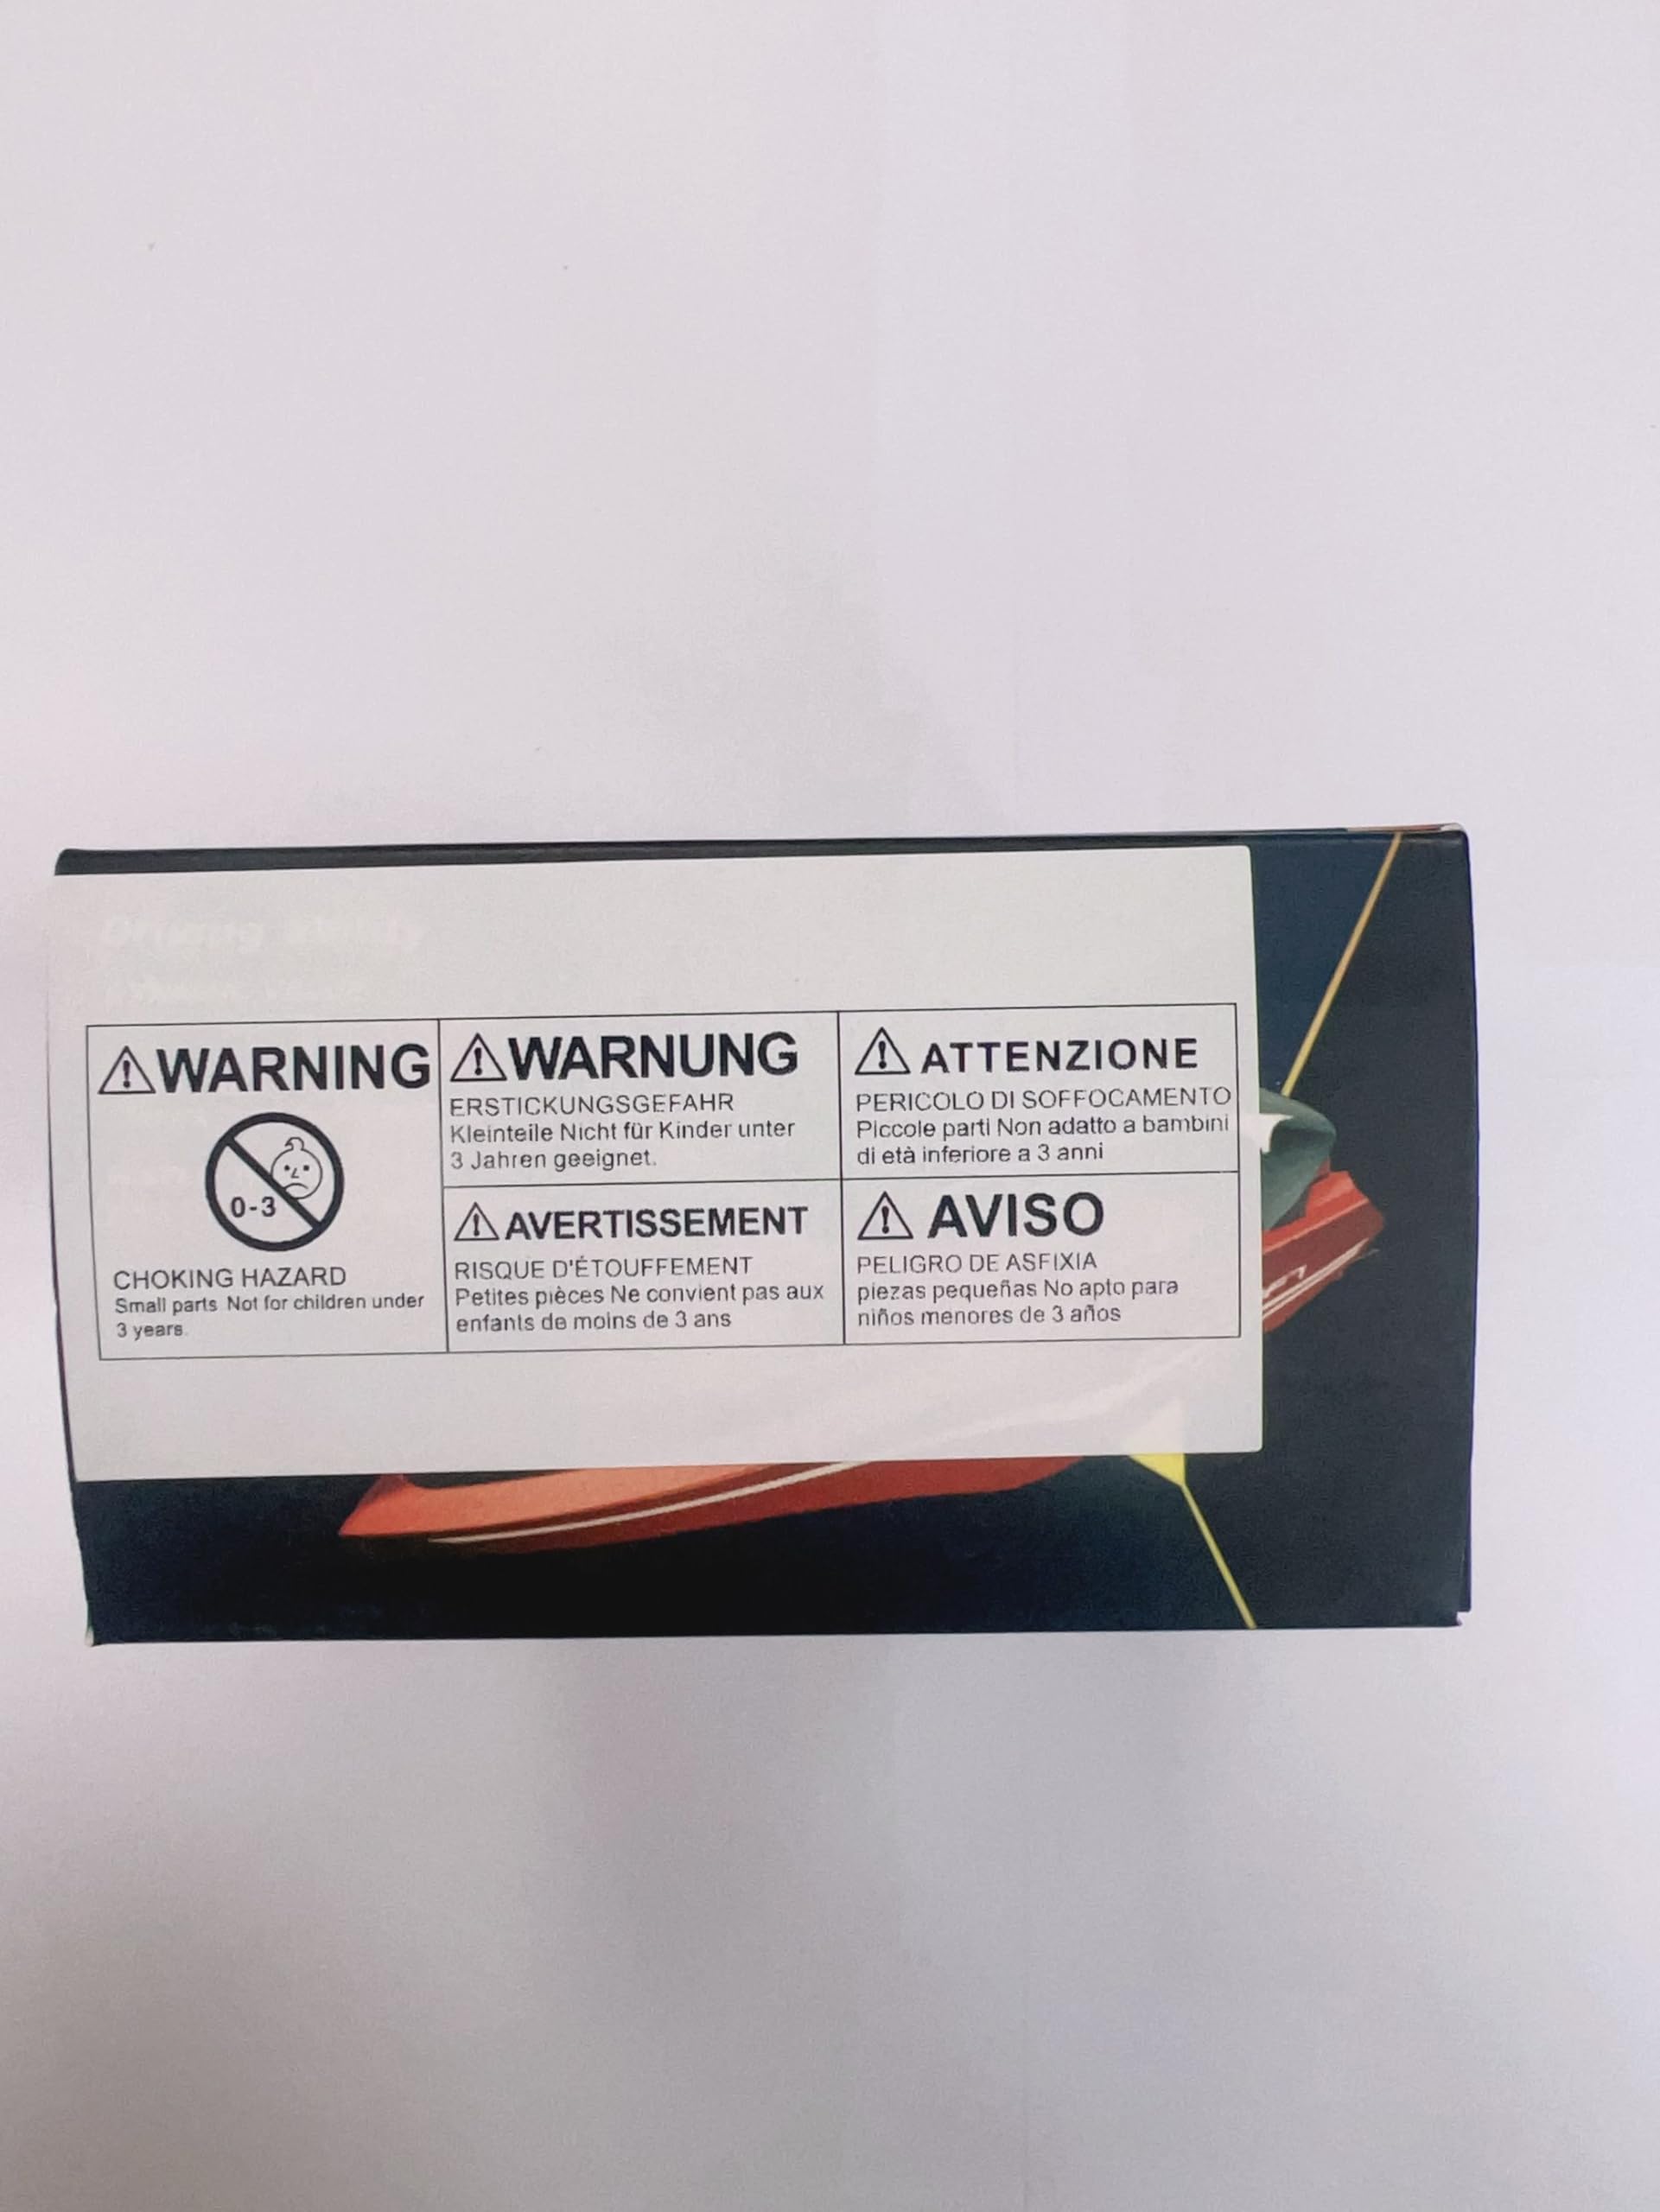 WARNING
0-3
CHOKING HAZARD
Small parts Not for children under
3 years.
WARNUNG
ERSTICKUNGSGEFAHR
Kleinteile Nicht für Kinder unter
3 Jahren geeignet.
ATTENZIONE
PERICOLO DI SOFFOCAMENTO
Piccole parti Non adatto a bambini
di età inferiore a 3 anni
AVERTISSEMENT
RISQUE D'ÉTOUFFEMENT
Petites pièces Ne convient pas aux
enfants de moins de 3 ans
AVISO
PELIGRO DE ASFIXIA
piezas pequeñas No apto para
niños menores de 3 años